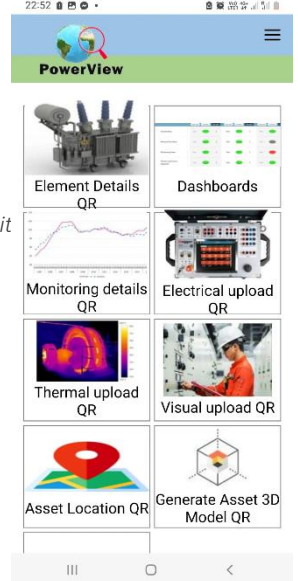 22:52
PowerView
Element Details
QR
Dashboards
it
Monitoring details
QR
Electrical upload
QR
Thermal upload
QR
Visual upload QR
Asset Location QR
Generate Asset 3D
Model QR